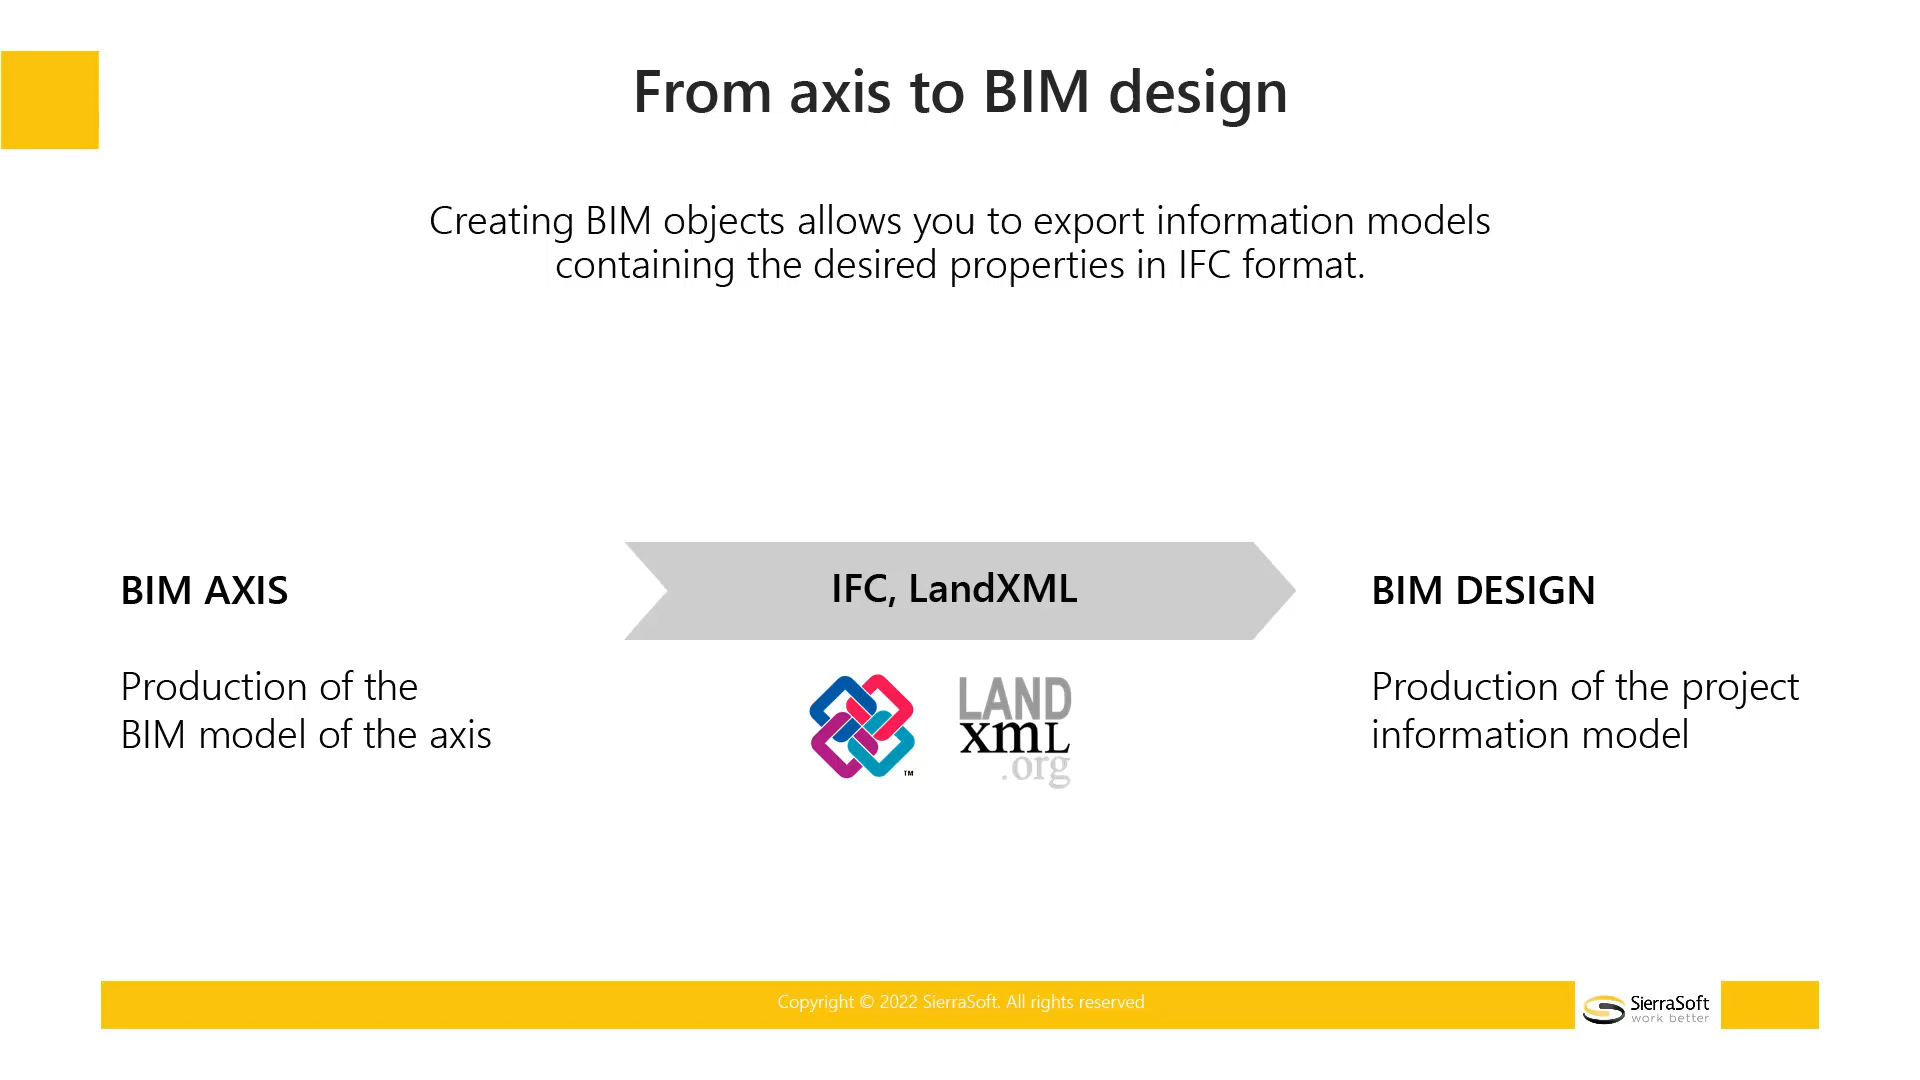 From axis to BIM design
Creating BIM objects allows you to export information models
containing the desired properties in IFC format.
BIM AXIS
Production of the
BIM model of the axis
IFC, LandXML
TM
LAND
xmL
.org
BIM DESIGN
Production of the project
information model
Copyright © 2022 SierraSoft. All rights reserved
SierraSoft
work better